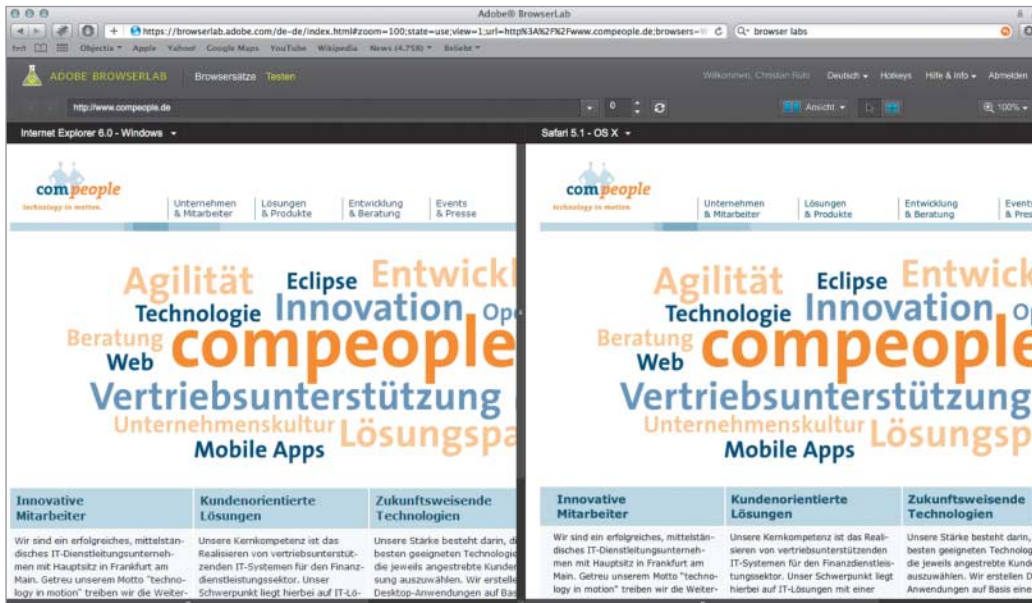 Adobe® BrowserLab
https://browserlab.adobe.com/de-de/index.html#zoom=100;state=use;view=1;url=http%3A%2F%2Fwww.compeople.de;browsers=
browser labs
Objectix Apple Yahoo! Google Maps YouTube Wikipedia News (4.758) Beliebt
ADOBE BROWSERLAB Browsersätze Testen Willkommen, Christian Deutsch Hotkeys Hilfe & Info Abmelden
http://www.compeople.de 0 Ansicht 100%
Internet Explorer 6.0 - Windows
compeople
technology in motion.
Unternehmen & Mitarbeiter
Lösungen & Produkte
Entwicklung & Beratung
Events & Presse
Agilität Eclipse Entwickl
Technologie Innovation Ope
Beratung compeople
Web
Vertriebsunterstützung
Unternehmenskultur Lösungspa
Mobile Apps
Innovative Mitarbeiter
Wir sind ein erfolgreiches, mittelstän-
disches IT-Dienstleistungsunterneh-
men mit Hauptsitz in Frankfurt am
Main. Getreu unserem Motto "techno-
logy in motion" treiben wir die Weiter-
Kundenorientierte Lösungen
Unsere Kernkompetenz ist das
Realisieren von vertriebsunterstüt-
zenden IT-Systemen für den Finanz-
dienstleistungssektor. Unser
Schwerpunkt liegt hierbei auf IT-Lö-
Zukunftsweisende Technologien
Unsere Stärke besteht darin, di
besten geeigneten Technologie
die jeweils angestrebte Kunden
sung auszuwählen. Wir erstelle
Desktop-Anwendungen auf Bas
Safari 5.1 - OS X
compeople
technology in motion.
Unternehmen & Mitarbeiter
Lösungen & Produkte
Entwicklung & Beratung
Events & Pres
Agilität Eclipse Entwick
Technologie Innovation Op
Beratung compeople
Web
Vertriebsunterstützung
Unternehmenskultur Lösungsp
Mobile Apps
Innovative Mitarbeiter
Wir sind ein erfolgreiches, mittelstän-
disches IT-Dienstleistungsunterneh-
men mit Hauptsitz in Frankfurt am
Main. Getreu unserem Motto "techno-
logy in motion" treiben wir die Weiter-
Kundenorientierte Lösungen
Unsere Kernkompetenz ist das Reali-
sieren von vertriebsunterstützenden
IT-Systemen für den Finanzdienstleis-
tungssektor. Unser Schwerpunkt liegt
hierbei auf IT-Lösungen mit einer
Zukunftsweisende Technologien
Unsere Stärke besteht darin,
besten geeigneten Technolog
die jeweils angestrebte Kunde
auszuwählen. Wir erstellen D
Anwendungen auf Basis eine